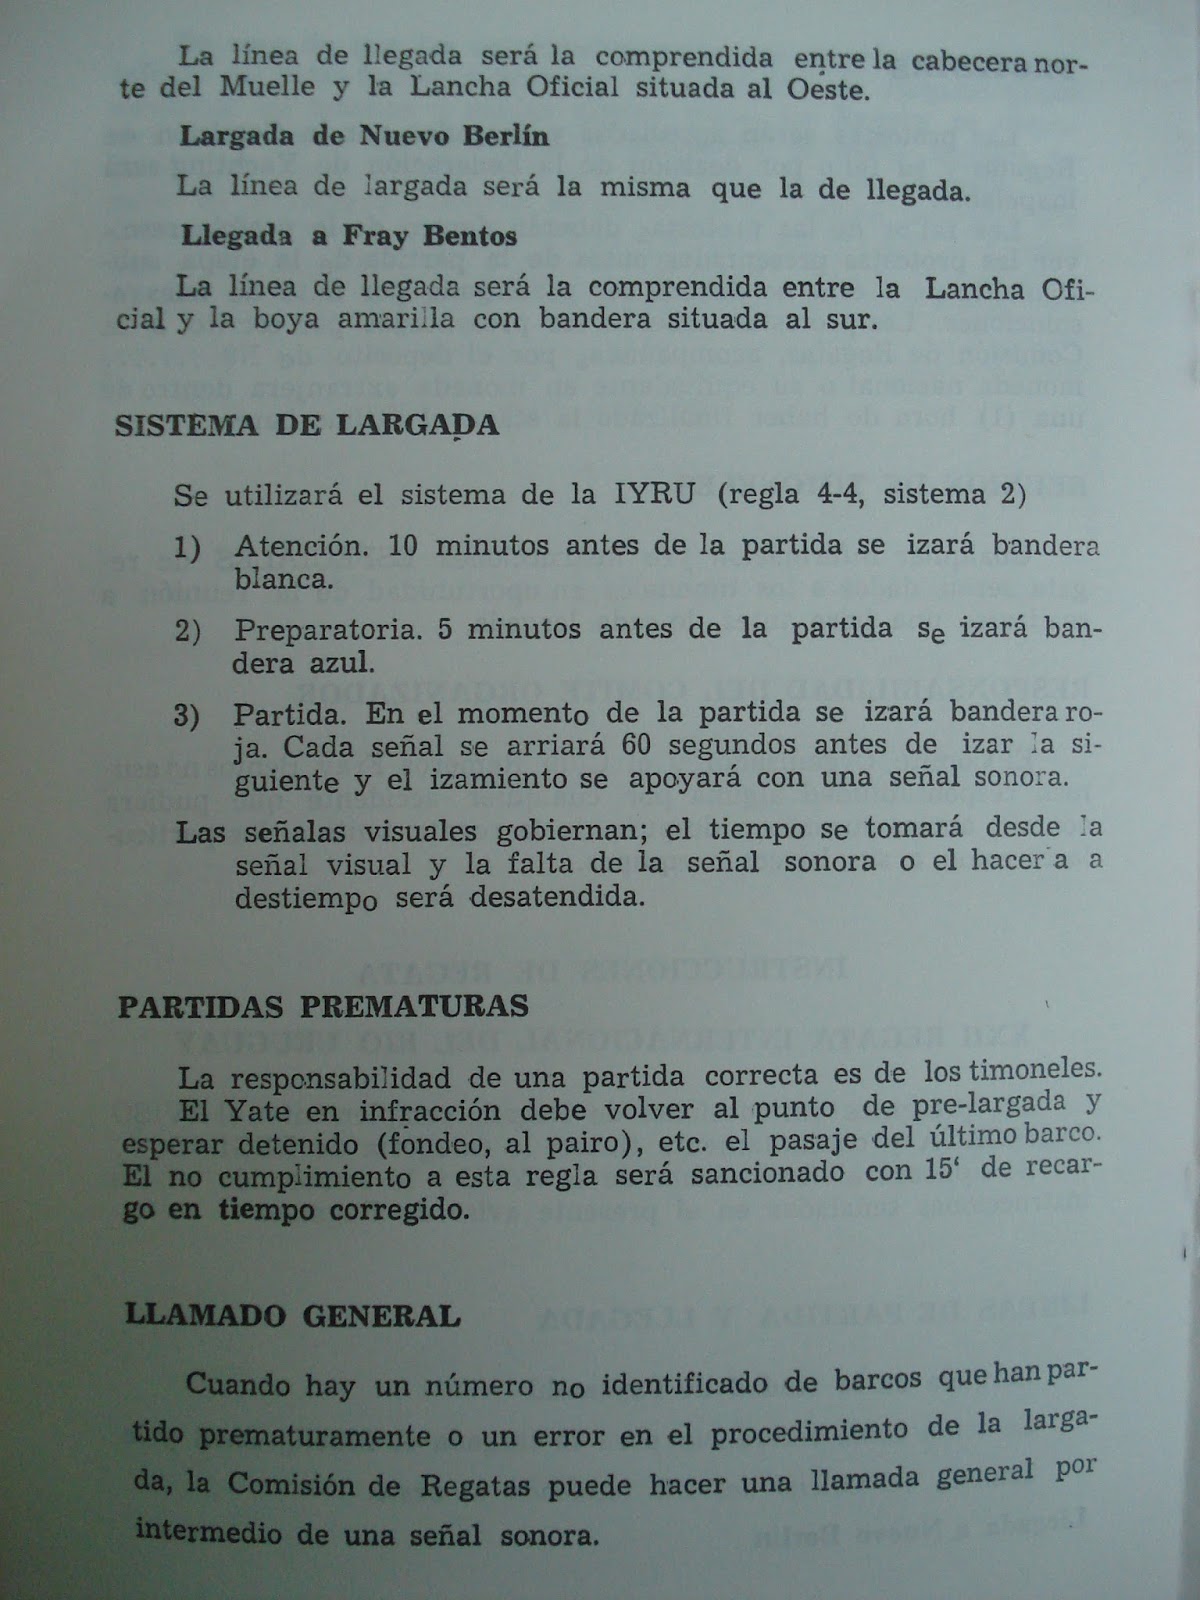 La línea de llegada será la comprendida entre la cabecera nor-
te del Muelle y la Lancha Oficial situada al Oeste.
Largada de Nuevo Berlín
La línea de largada será la misma que la de llegada.
Llegada a Fray Bentos
La línea de llegada será la comprendida entre la Lancha Ofi-
cial y la boya amarilla con bandera situada al sur.
SISTEMA DE LARGADA
Se utilizará el sistema de la IYRU (regla 4-4, sistema 2)
1) Atención. 10 minutos antes de la partida se izará bandera
blanca.
2) Preparatoria. 5 minutos antes de la partida se izará ban-
dera azul.
3) Partida. En el momento de la partida se izará bandera ro-
ja. Cada señal se arriará 60 segundos antes de izar la si-
guiente y el izamiento se apoyará con una señal sonora.
Las señalas visuales gobiernan; el tiempo se tomará desde la
señal visual y la falta de la señal sonora o el hacer a a
destiempo será desatendida.
PARTIDAS PREMATURAS
La responsabilidad de una partida correcta es de los timoneles.
El Yate en infracción debe volver al punto de pre-largada y
esperar detenido (fondeo, al pairo), etc. el pasaje del último barco.
El no cumplimiento a esta regla será sancionado con 15‘ de recar-
go en tiempo corregido.
LLAMADO GENERAL
Cuando hay un número no identificado de barcos que han par-
tido prematuramente o un error en el procedimiento de la larga-
da, la Comisión de Regatas puede hacer una llamada general por
intermedio de una señal sonora.